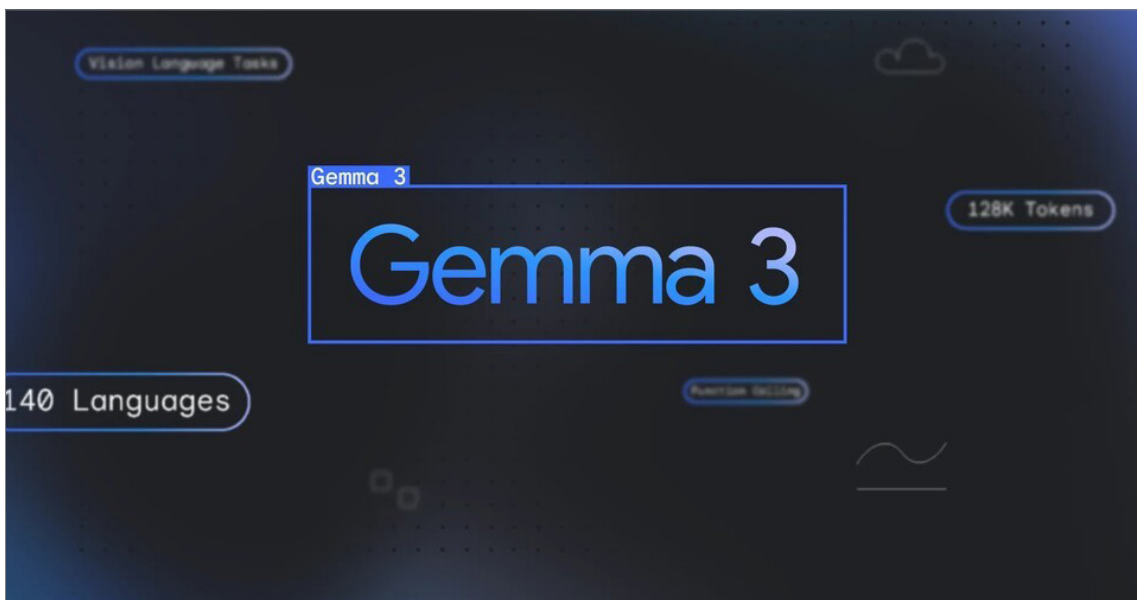 Vision Language Tasks
Gemma 3
128K Tokens
Gemma 3
140 Languages
Function Calling